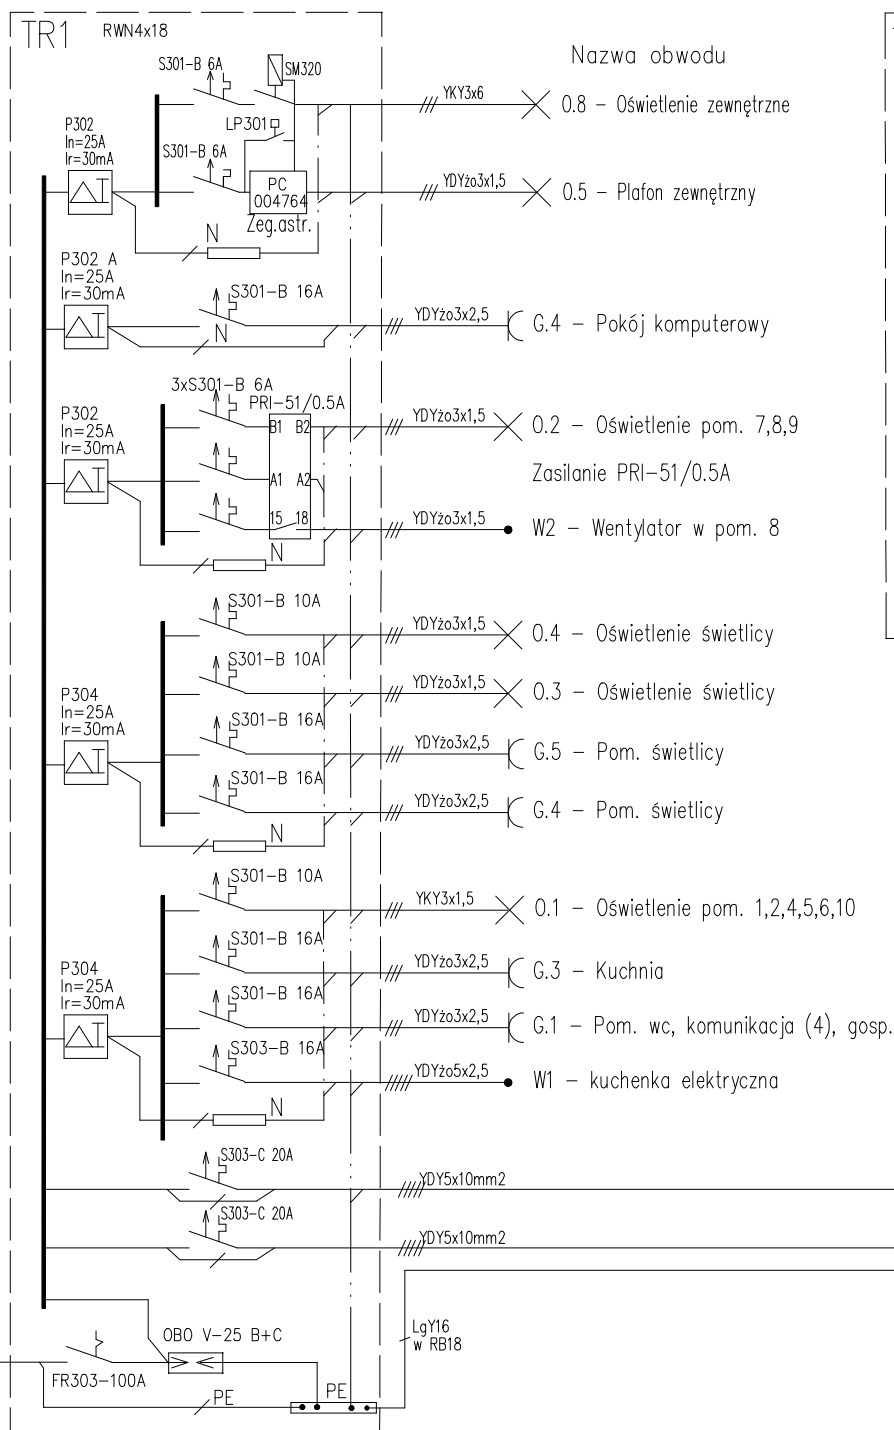 TR1 RWN4x18
Nazwa obwodu
S301-B 6A
SM320
YKY3x6
0.8 - Oświetlenie zewnętrzne
P302
In=25A
Ir=30mA
LP301
S301-B 6A
PC
004764
Zeg.astr.
YDYżo3x1,5
0.5 - Plafon zewnętrzny
N
P302 A
In=25A
Ir=30mA
S301-B 16A
YDYżo3x2,5
G.4 - Pokój komputerowy
N
3xS301-B 6A
PRI-51/0.5A
P302
In=25A
Ir=30mA
B1 B2
YDYżo3x1,5
0.2 - Oświetlenie pom. 7,8,9
A1 A2
Zasilanie PRI-51/0.5A
15 18
YDYżo3x1,5
W2 - Wentylator w pom. 8
N
S301-B 10A
YDYżo3x1,5
0.4 - Oświetlenie świetlicy
S301-B 10A
YDYżo3x1,5
0.3 - Oświetlenie świetlicy
P304
In=25A
Ir=30mA
S301-B 16A
YDYżo3x2,5
G.5 - Pom. świetlicy
S301-B 16A
YDYżo3x2,5
G.4 - Pom. świetlicy
N
S301-B 10A
YKY3x1,5
0.1 - Oświetlenie pom. 1,2,4,5,6,10
S301-B 16A
YDYżo3x2,5
G.3 - Kuchnia
P304
In=25A
Ir=30mA
S301-B 16A
YDYżo3x2,5
G.1 - Pom. wc, komunikacja (4), gosp.
S303-B 16A
YDYżo5x2,5
W1 - kuchenka elektryczna
N
S303-C 20A
YDY5x10mm2
S303-C 20A
YDY5x10mm2
OBO V-25 B+C
LgY16
w RB18
FR303-100A
PE
PE